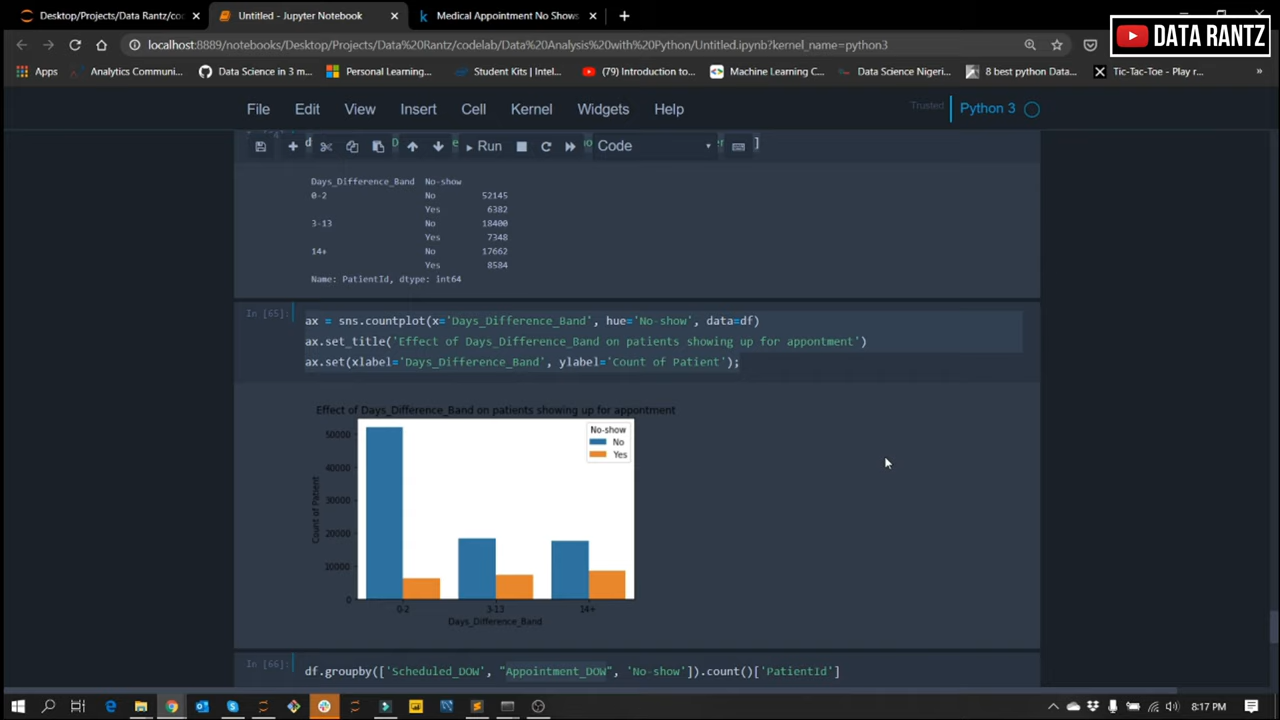 Desktop/Projects/Data Rantz/co
Untitled - Jupyter Notebook
Medical Appointment No Shows
DATA RANTZ
localhost:8889/notebooks/Desktop/Projects/Data%20Rantz/codelab/Data%20Analysis%20with%20Python/Untitled.ipynb?kernel_name=python3
Apps
Analytics Communi...
Data Science in 3 m...
Personal Learning...
Student Kits | Intel...
(79) Introduction to...
Machine Learning C...
Data Science Nigeri...
8 best python Data...
Tic-Tac-Toe - Play r...
»
File Edit View Insert Cell Kernel Widgets Help
Trusted
Python 3
Run
Code
Days_Difference_Band No-show
0-2 No 52145
Yes 6382
3-13 No 18400
Yes 7348
14+ No 17662
Yes 8584
Name: PatientId, dtype: int64
In [65]:
ax = sns.countplot(x='Days_Difference_Band', hue='No-show', data=df)
ax.set_title('Effect of Days_Difference_Band on patients showing up for appontment')
ax.set(xlabel='Days_Difference_Band', ylabel='Count of Patient');
Effect of Days_Difference_Band on patients showing up for appontment
No-show
No
Yes
50000
40000
30000
20000
10000
0
Count of Patient
0-2 3-13 14+
Days_Difference_Band
In [66]:
df.groupby(['Scheduled_DOW', "Appointment_DOW", 'No-show']).count()['PatientId']
8:17 PM